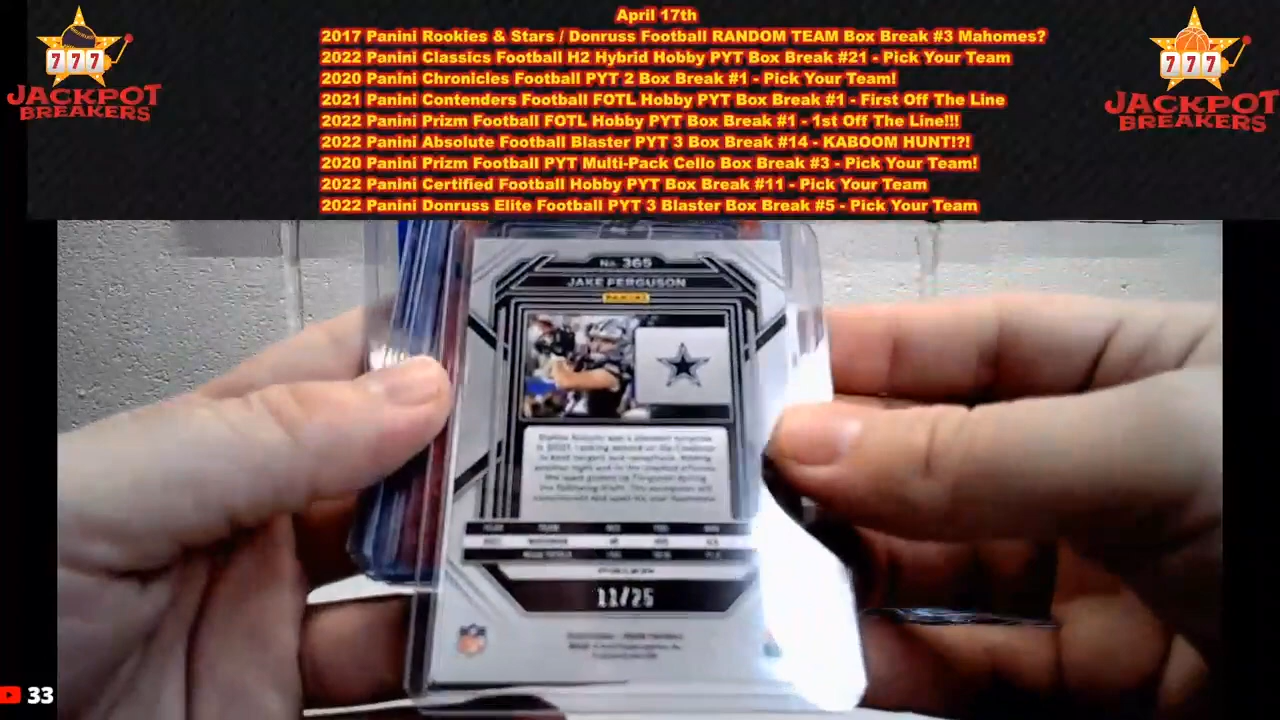 April 17th
2017 Panini Rookies & Stars / Donruss Football RANDOM TEAM Box Break #3 Mahomes?
2022 Panini Classics Football H2 Hybrid Hobby PYT Box Break #21 - Pick Your Team
2020 Panini Chronicles Football PYT 2 Box Break #1 - Pick Your Team!
2021 Panini Contenders Football FOTL Hobby PYT Box Break #1 - First Off The Line
2022 Panini Prizm Football FOTL Hobby PYT Box Break #1 - 1st Off The Line!!!
2022 Panini Absolute Football Blaster PYT 3 Box Break #14 - KABOOM HUNT!?!
2020 Panini Prizm Football PYT Multi-Pack Cello Box Break #3 - Pick Your Team!
2022 Panini Certified Football Hobby PYT Box Break #11 - Pick Your Team
2022 Panini Donruss Elite Football PYT 3 Blaster Box Break #5 - Pick Your Team
777
JACKPOT
BREAKERS
777
JACKPOT
BREAKERS
No. 365
JAKE FERGUSON
PANINI
11/25
NFL
33